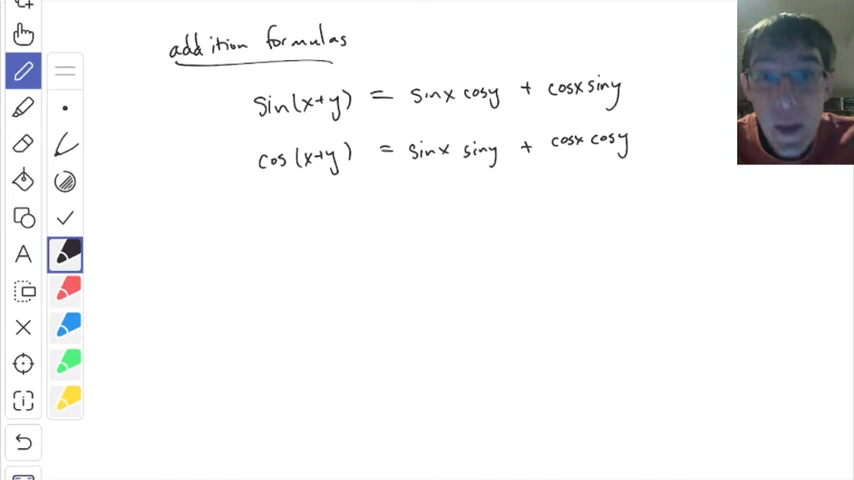 addition formulas
sin(x+y) = sinx cosy + cosx siny
cos(x+y) = sinx siny + cosx cosy
A